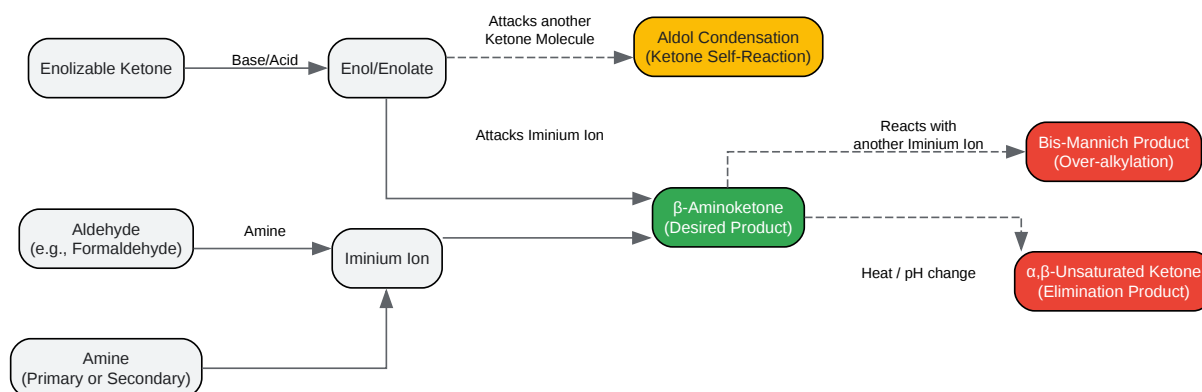 Attacks another
Ketone Molecule
Aldol Condensation
(Ketone Self-Reaction)
Enolizable Ketone
Base/Acid
Enol/Enolate
Attacks Iminium Ion
Reacts with
another Iminium Ion
Bis-Mannich Product
(Over-alkylation)
β-Aminoketone
(Desired Product)
Aldehyde
(e.g., Formaldehyde)
Amine
Iminium Ion
Heat / pH change
α,β-Unsaturated Ketone
(Elimination Product)
Amine
(Primary or Secondary)